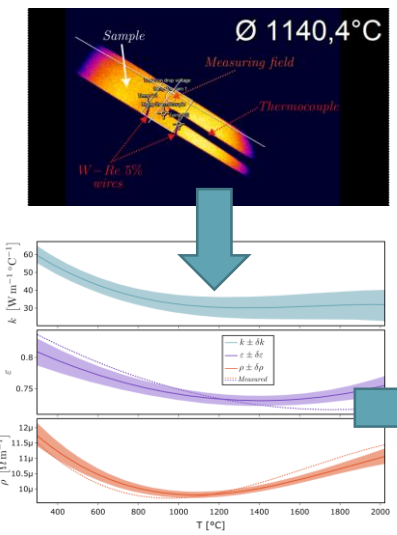 Ø 1140,4°C
Sample
Measuring field
Thermocouple
W−Re 5%
wires
k [W m⁻¹ °C⁻¹]
60
50
40
30
ε
0.8
0.75
k ± δk
ε ± δε
ρ ± δρ
Measured
ρ [Ω m⁻¹]
12μ
11.5μ
11μ
10.5μ
10μ
400
600
800
1000
1200
1400
1600
1800
2000
T [°C]